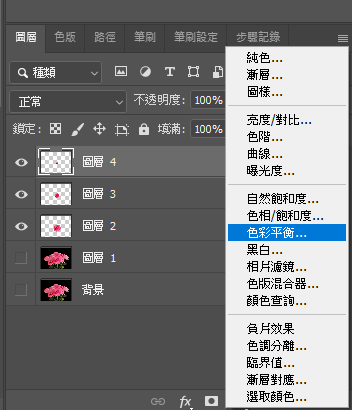 圖層 色版 路徑 筆刷 筆刷設定 步驟記錄
種類
正常 不透明度: 100%
鎖定: 填滿: 100%
圖層 4
圖層 3
圖層 2
圖層 1
背景
fx
純色...
漸層...
圖樣...
亮度/對比...
色階...
曲線...
曝光度...
自然飽和度...
色相/飽和度...
色彩平衡...
黑白...
相片濾鏡...
色版混合器...
顏色查詢...
負片效果
色調分離...
臨界值...
漸層對應...
選取顏色...